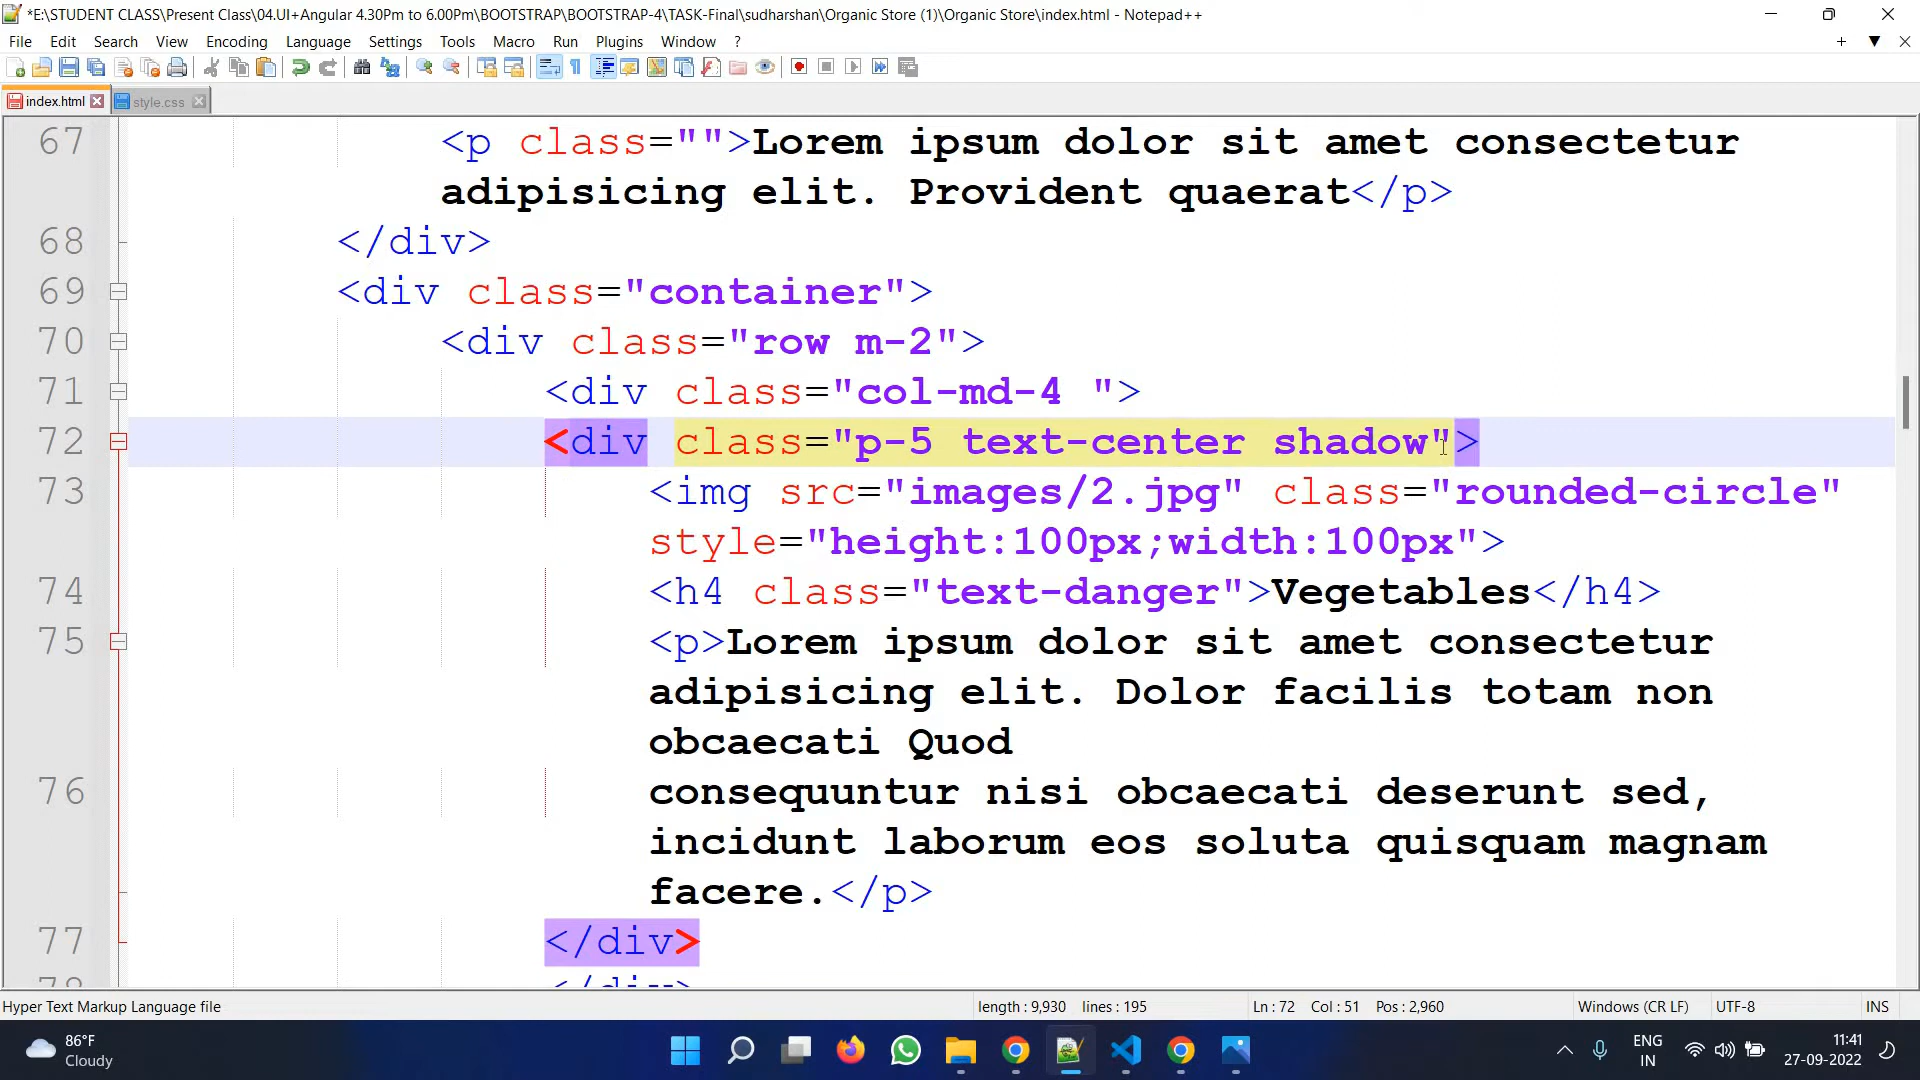 *E:\STUDENT CLASS\Present Class\04.UI+Angular 4.30Pm to 6.00Pm\BOOTSTRAP\BOOTSTRAP-4\TASK-Final\sudharshan\Organic Store (1)\Organic Store\index.html - Notepad++
File Edit Search View Encoding Language Settings Tools Macro Run Plugins Window ?
index.html style.css
67 <p class="">Lorem ipsum dolor sit amet consectetur
adipisicing elit. Provident quaerat</p>
68 </div>
69 <div class="container">
70 <div class="row m-2">
71 <div class="col-md-4 ">
72 <div class="p-5 text-center shadow">
73 <img src="images/2.jpg" class="rounded-circle"
style="height:100px;width:100px">
74 <h4 class="text-danger">Vegetables</h4>
75 <p>Lorem ipsum dolor sit amet consectetur
adipisicing elit. Dolor facilis totam non
obcaecati Quod
76 consequuntur nisi obcaecati deserunt sed,
incidunt laborum eos soluta quisquam magnam
facere.</p>
77 </div>
78 </div>
Hyper Text Markup Language file length : 9,930 lines : 195 Ln : 72 Col : 51 Pos : 2,960 Windows (CR LF) UTF-8 INS
86°F
Cloudy
ENG
IN
11:41
27-09-2022